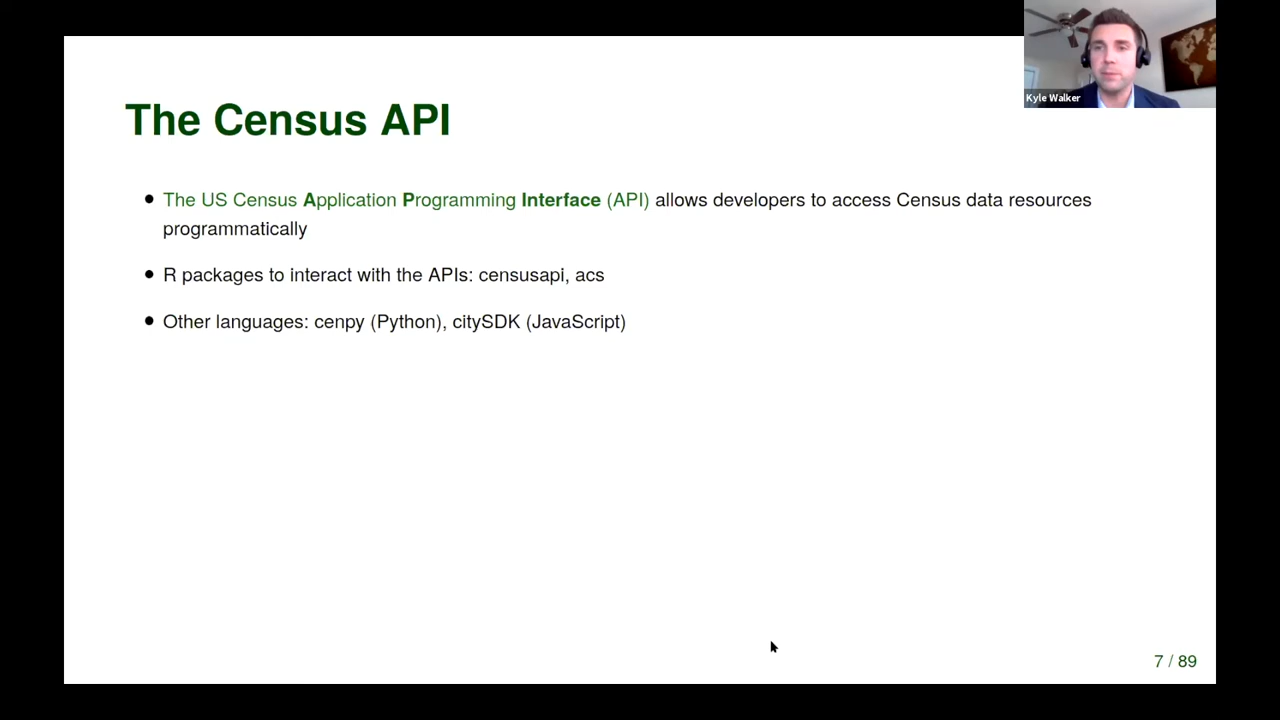 Kyle Walker
The Census API
• The US Census Application Programming Interface (API) allows developers to access Census data resources
programmatically
• R packages to interact with the APIs: censusapi, acs
• Other languages: cenpy (Python), citySDK (JavaScript)
7 / 89